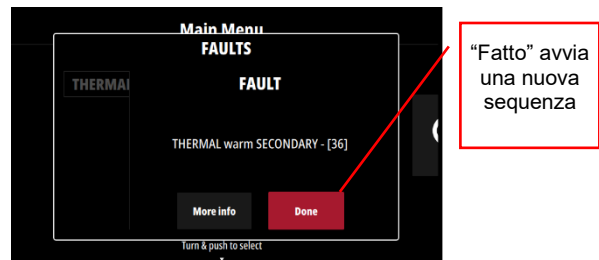 Main Menu
FAULTS
THERMAL
FAULT
THERMAL warm SECONDARY - [36]
More info
Done
Turn & push to select
“Fatto” avvia
una nuova
sequenza